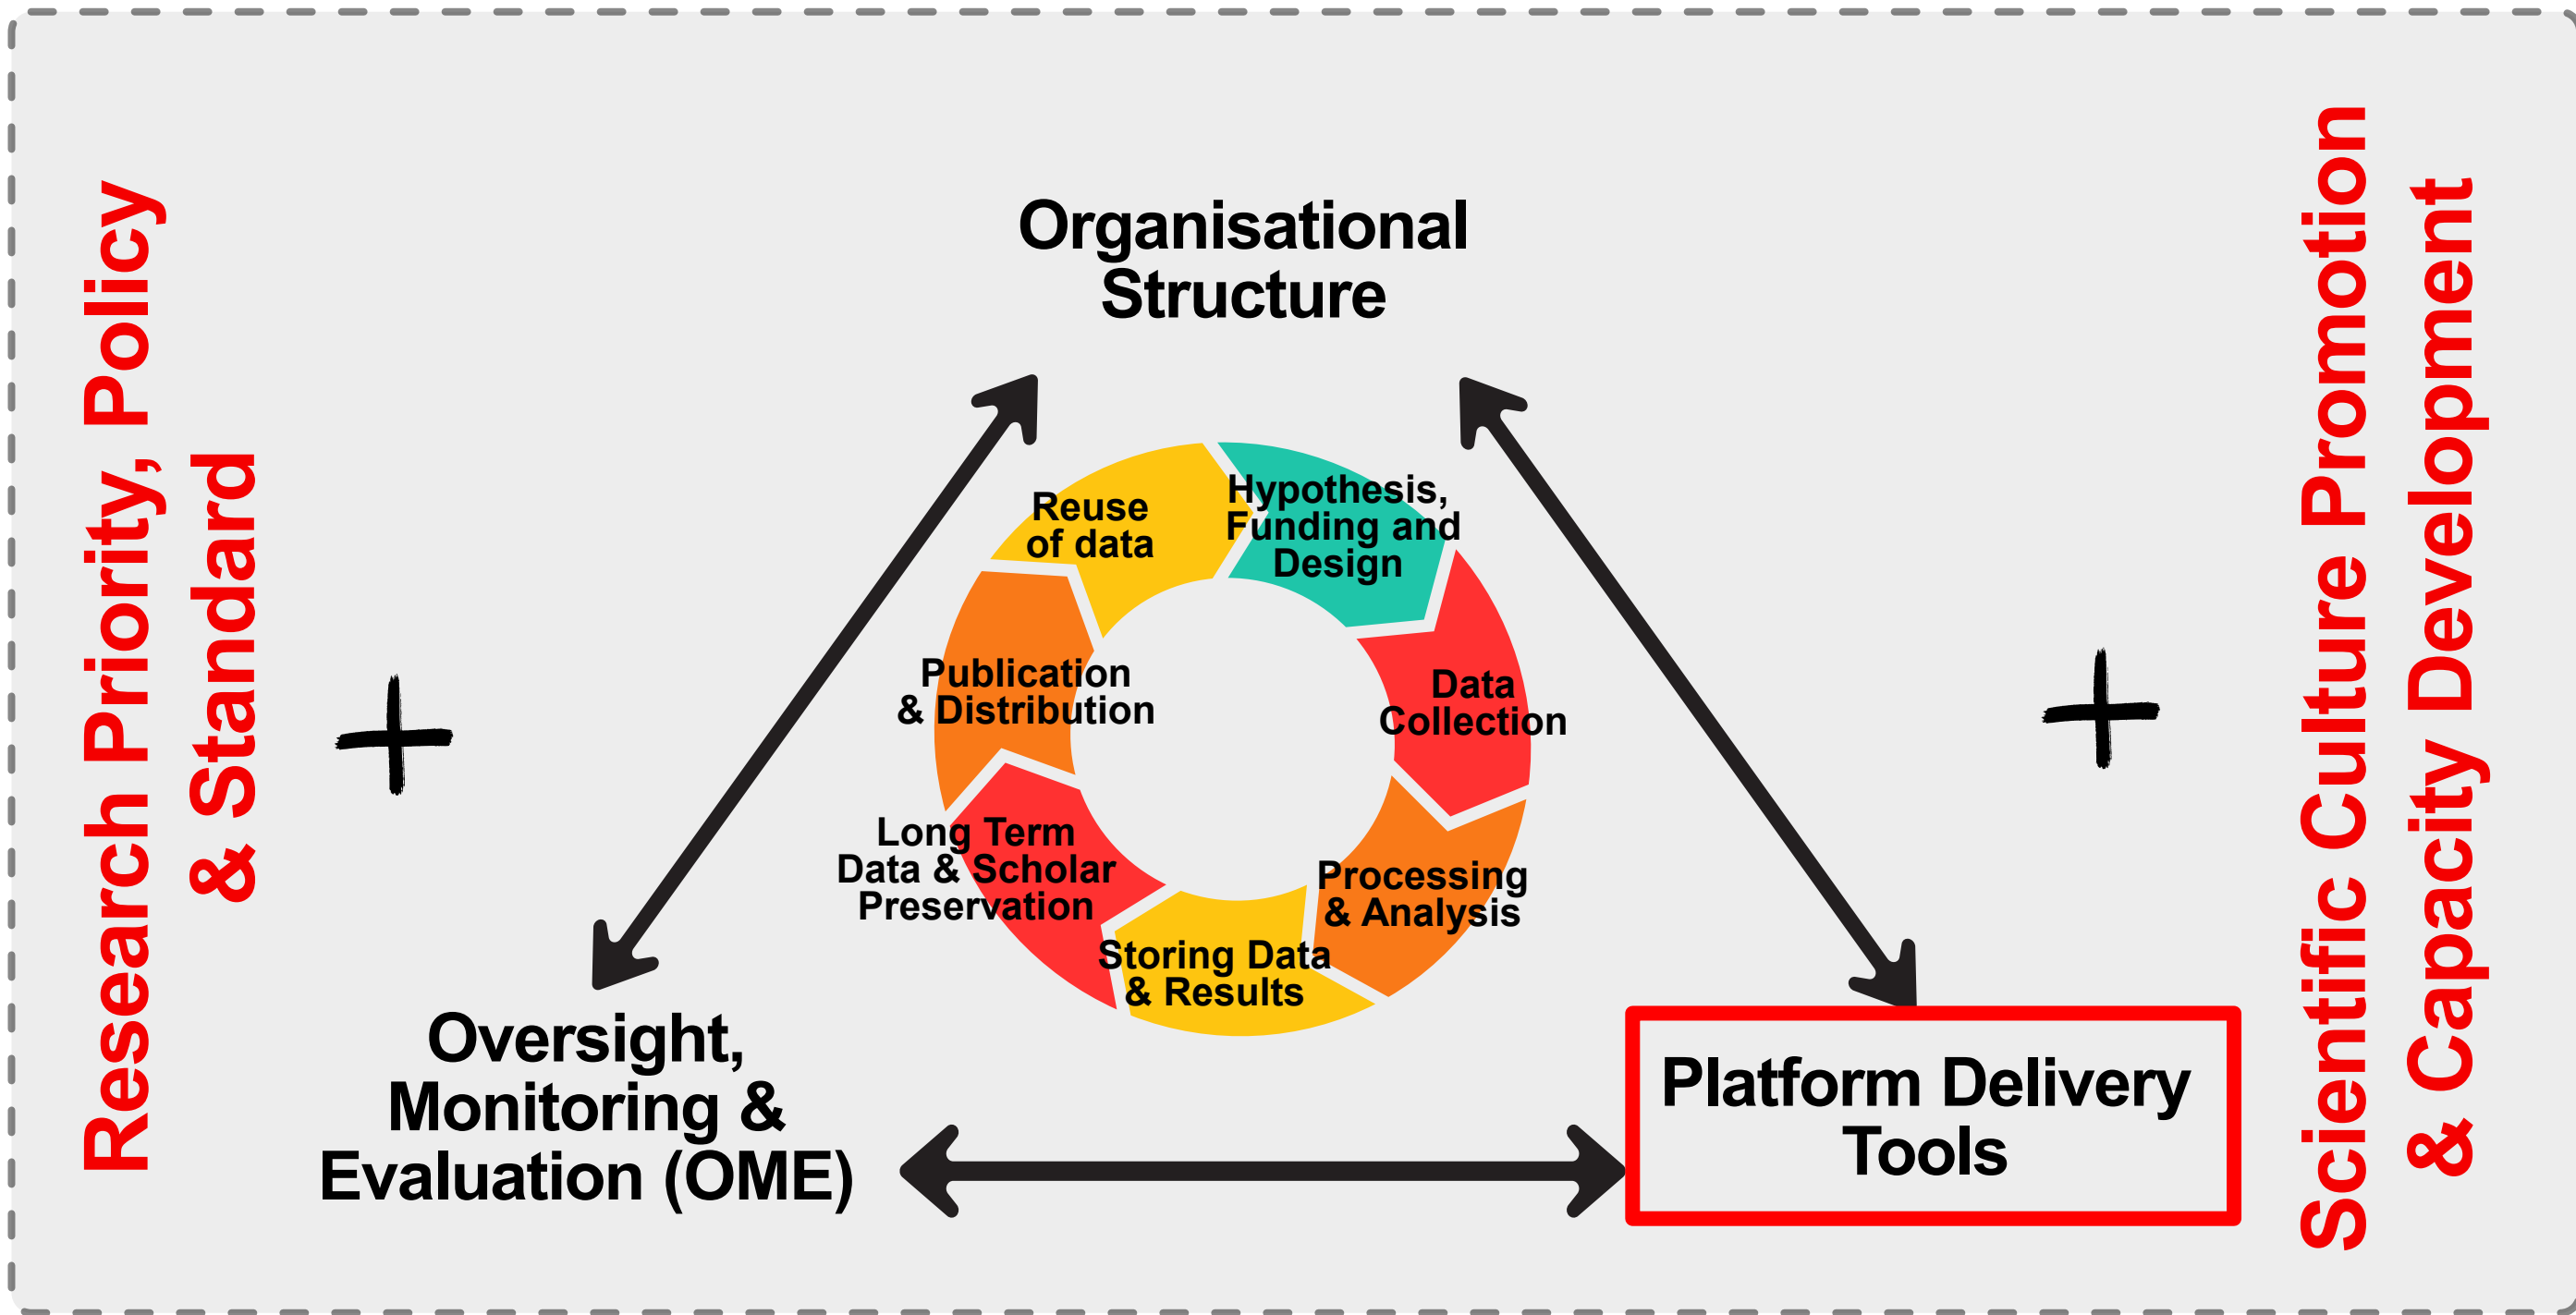 Research Priority, Policy
& Standard
Organisational
Structure
Hypothesis,
Funding and
Design
Data
Collection
Processing
& Analysis
Storing Data
& Results
Long Term
Data & Scholar
Preservation
Publication
& Distribution
Reuse
of data
Oversight,
Monitoring &
Evaluation (OME)
Platform Delivery
Tools
Scientific Culture Promotion
& Capacity Development